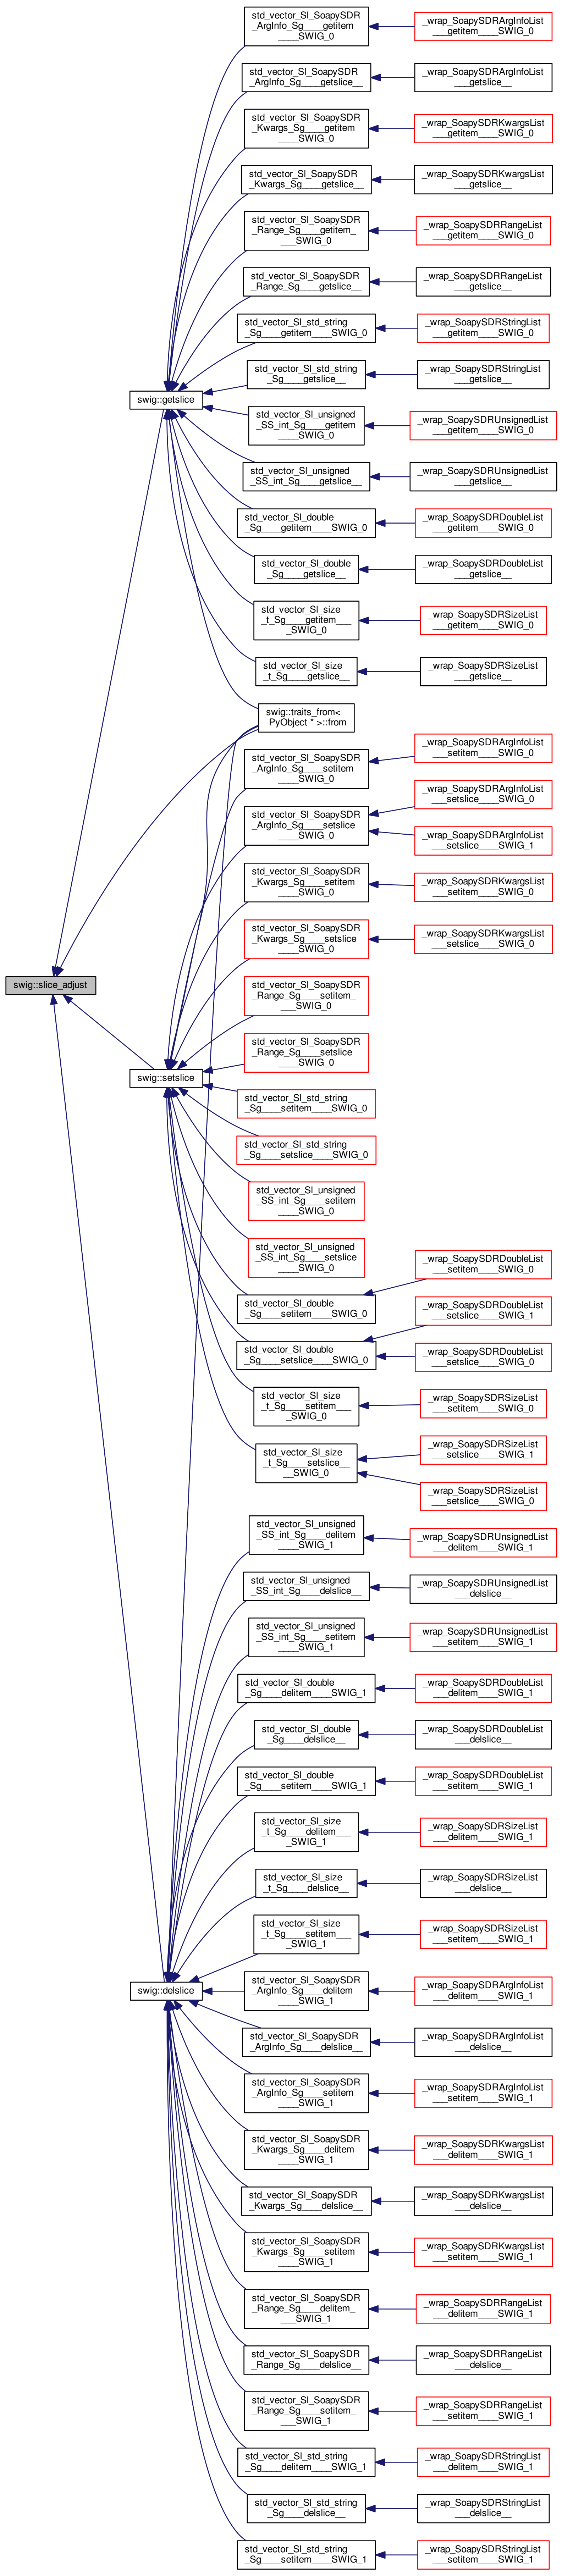 std_vector_Sl_SoapySDR
_ArgInfo_Sg____getitem
____SWIG_0
_wrap_SoapySDRArgInfoList
___getitem____SWIG_0
std_vector_Sl_SoapySDR
_ArgInfo_Sg____getslice__
_wrap_SoapySDRArgInfoList
___getslice__
std_vector_Sl_SoapySDR
_Kwargs_Sg____getitem
____SWIG_0
_wrap_SoapySDRKwargsList
___getitem____SWIG_0
std_vector_Sl_SoapySDR
_Kwargs_Sg____getslice__
_wrap_SoapySDRKwargsList
___getslice__
std_vector_Sl_SoapySDR
_Range_Sg____getitem_
___SWIG_0
_wrap_SoapySDRRangeList
___getitem____SWIG_0
std_vector_Sl_SoapySDR
_Range_Sg____getslice__
_wrap_SoapySDRRangeList
___getslice__
std_vector_Sl_std_string
_Sg____getitem____SWIG_0
_wrap_SoapySDRStringList
___getitem____SWIG_0
std_vector_Sl_std_string
_Sg____getslice__
_wrap_SoapySDRStringList
___getslice__
swig::getslice
std_vector_Sl_unsigned
_SS_int_Sg____getitem
____SWIG_0
_wrap_SoapySDRUnsignedList
___getitem____SWIG_0
std_vector_Sl_unsigned
_SS_int_Sg____getslice__
_wrap_SoapySDRUnsignedList
___getslice__
std_vector_Sl_double
_Sg____getitem____SWIG_0
_wrap_SoapySDRDoubleList
___getitem____SWIG_0
std_vector_Sl_double
_Sg____getslice__
_wrap_SoapySDRDoubleList
___getslice__
std_vector_Sl_size
_t_Sg____getitem___
_SWIG_0
_wrap_SoapySDRSizeList
___getitem____SWIG_0
std_vector_Sl_size
_t_Sg____getslice__
_wrap_SoapySDRSizeList
___getslice__
swig::traits_from<
PyObject * >::from
std_vector_Sl_SoapySDR
_ArgInfo_Sg____setitem
____SWIG_0
_wrap_SoapySDRArgInfoList
___setitem____SWIG_0
std_vector_Sl_SoapySDR
_ArgInfo_Sg____setslice
____SWIG_0
_wrap_SoapySDRArgInfoList
___setslice____SWIG_0
_wrap_SoapySDRArgInfoList
___setslice____SWIG_1
std_vector_Sl_SoapySDR
_Kwargs_Sg____setitem
____SWIG_0
_wrap_SoapySDRKwargsList
___setitem____SWIG_0
std_vector_Sl_SoapySDR
_Kwargs_Sg____setslice
____SWIG_0
_wrap_SoapySDRKwargsList
___setslice____SWIG_0
swig::slice_adjust
std_vector_Sl_SoapySDR
_Range_Sg____setitem_
___SWIG_0
std_vector_Sl_SoapySDR
_Range_Sg____setslice
____SWIG_0
swig::setslice
std_vector_Sl_std_string
_Sg____setitem____SWIG_0
std_vector_Sl_std_string
_Sg____setslice____SWIG_0
std_vector_Sl_unsigned
_SS_int_Sg____setitem
____SWIG_0
std_vector_Sl_unsigned
_SS_int_Sg____setslice
____SWIG_0
_wrap_SoapySDRDoubleList
___setitem____SWIG_0
std_vector_Sl_double
_Sg____setitem____SWIG_0
_wrap_SoapySDRDoubleList
___setslice____SWIG_1
std_vector_Sl_double
_Sg____setslice____SWIG_0
_wrap_SoapySDRDoubleList
___setslice____SWIG_0
std_vector_Sl_size
_t_Sg____setitem___
_SWIG_0
_wrap_SoapySDRSizeList
___setitem____SWIG_0
std_vector_Sl_size
_t_Sg____setslice__
__SWIG_0
_wrap_SoapySDRSizeList
___setslice____SWIG_1
_wrap_SoapySDRSizeList
___setslice____SWIG_0
std_vector_Sl_unsigned
_SS_int_Sg____delitem
____SWIG_1
_wrap_SoapySDRUnsignedList
___delitem____SWIG_1
std_vector_Sl_unsigned
_SS_int_Sg____delslice__
_wrap_SoapySDRUnsignedList
___delslice__
std_vector_Sl_unsigned
_SS_int_Sg____setitem
____SWIG_1
_wrap_SoapySDRUnsignedList
___setitem____SWIG_1
std_vector_Sl_double
_Sg____delitem____SWIG_1
_wrap_SoapySDRDoubleList
___delitem____SWIG_1
std_vector_Sl_double
_Sg____delslice__
_wrap_SoapySDRDoubleList
___delslice__
std_vector_Sl_double
_Sg____setitem____SWIG_1
_wrap_SoapySDRDoubleList
___setitem____SWIG_1
std_vector_Sl_size
_t_Sg____delitem___
_SWIG_1
_wrap_SoapySDRSizeList
___delitem____SWIG_1
std_vector_Sl_size
_t_Sg____delslice__
_wrap_SoapySDRSizeList
___delslice__
std_vector_Sl_size
_t_Sg____setitem___
_SWIG_1
_wrap_SoapySDRSizeList
___setitem____SWIG_1
swig::delslice
std_vector_Sl_SoapySDR
_ArgInfo_Sg____delitem
____SWIG_1
_wrap_SoapySDRArgInfoList
___delitem____SWIG_1
std_vector_Sl_SoapySDR
_ArgInfo_Sg____delslice__
_wrap_SoapySDRArgInfoList
___delslice__
std_vector_Sl_SoapySDR
_ArgInfo_Sg____setitem
____SWIG_1
_wrap_SoapySDRArgInfoList
___setitem____SWIG_1
std_vector_Sl_SoapySDR
_Kwargs_Sg____delitem
____SWIG_1
_wrap_SoapySDRKwargsList
___delitem____SWIG_1
std_vector_Sl_SoapySDR
_Kwargs_Sg____delslice__
_wrap_SoapySDRKwargsList
___delslice__
std_vector_Sl_SoapySDR
_Kwargs_Sg____setitem
____SWIG_1
_wrap_SoapySDRKwargsList
___setitem____SWIG_1
std_vector_Sl_SoapySDR
_Range_Sg____delitem_
___SWIG_1
_wrap_SoapySDRRangeList
___delitem____SWIG_1
std_vector_Sl_SoapySDR
_Range_Sg____delslice__
_wrap_SoapySDRRangeList
___delslice__
std_vector_Sl_SoapySDR
_Range_Sg____setitem_
___SWIG_1
_wrap_SoapySDRRangeList
___setitem____SWIG_1
std_vector_Sl_std_string
_Sg____delitem____SWIG_1
_wrap_SoapySDRStringList
___delitem____SWIG_1
std_vector_Sl_std_string
_Sg____delslice__
_wrap_SoapySDRStringList
___delslice__
std_vector_Sl_std_string
_Sg____setitem____SWIG_1
_wrap_SoapySDRStringList
___setitem____SWIG_1